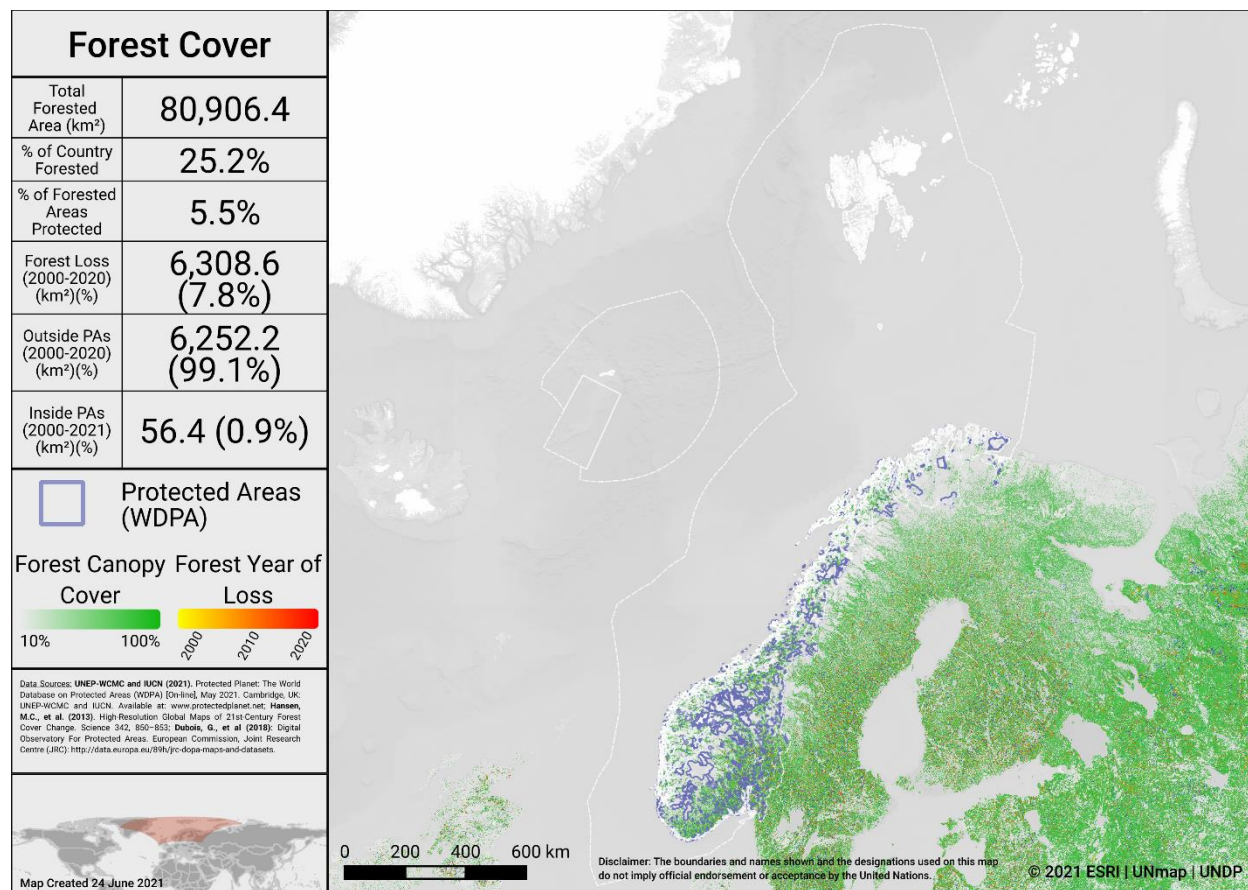 Forest Cover
Total
Forested
Area (km²)
80,906.4
% of Country
Forested
25.2%
% of Forested
Areas
Protected
5.5%
Forest Loss
(2000-2020)
(km²)(%)
6,308.6
(7.8%)
Outside PAs
(2000-2020)
(km²)(%)
6,252.2
(99.1%)
Inside PAs
(2000-2021)
(km²)(%)
56.4 (0.9%)
Protected Areas
(WDPA)
Forest Canopy
Cover
10%
100%
Forest Year of
Loss
2000
2010
2020
Data Sources: UNEP-WCMC and IUCN (2021). Protected Planet: The World
Database on Protected Areas (WDPA) [On-line], May 2021. Cambridge, UK:
UNEP-WCMC and IUCN. Available at: www.protectedplanet.net; Hansen,
M.C., et al. (2013). High-Resolution Global Maps of 21st-Century Forest
Cover Change. Science 342, 850–853; Dubois, G., et al (2018): Digital
Observatory For Protected Areas. European Commission, Joint Research
Centre (JRC): http://data.europa.eu/89h/jrc-dopa-maps-and-datasets.
Map Created 24 June 2021
0 200 400 600 km
Disclaimer: The boundaries and names shown and the designations used on this map
do not imply official endorsement or acceptance by the United Nations.
© 2021 ESRI | UNmap | UNDP